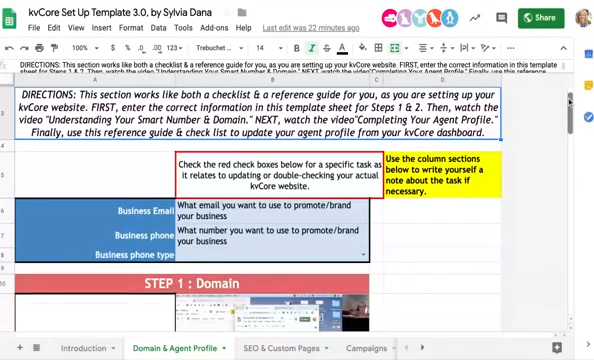 kvCore Set Up Template 3.0, by Sylvia Dana
File Edit View Insert Format Data Tools Add-ons Help Last edit was 22 minutes ago
Share
Trebuchet ... 14
DIRECTIONS: This section works like both a checklist & a reference guide for you, as you are setting up your kvCore website. FIRST, enter the correct information in this template
sheet for Steps 1 & 2. Then, watch the video "Understanding Your Smart Number & Domain." NEXT, watch the video"Completing Your Agent Profile." Finally, use this reference
A B C D
3
DIRECTIONS: This section works like both a checklist & a reference guide for you, as you are setting up your
kvCore website. FIRST, enter the correct information in this template sheet for Steps 1 & 2. Then, watch the
video "Understanding Your Smart Number & Domain." NEXT, watch the video"Completing Your Agent Profile."
Finally, use this reference guide & check list to update your agent profile from your kvCore dashboard.
4
5
Check the red check boxes below for a specific task as
it relates to updating or double-checking your actual
kvCore website.
Use the column sections
below to write yourself a
note about the task if
necessary.
6 Business Email What email you want to use to promote/brand
your business
7 Business phone What number you want to use to promote/brand
your business
8 Business phone type
9
10 STEP 1 : Domain
Introduction Domain & Agent Profile SEO & Custom Pages Campaigns